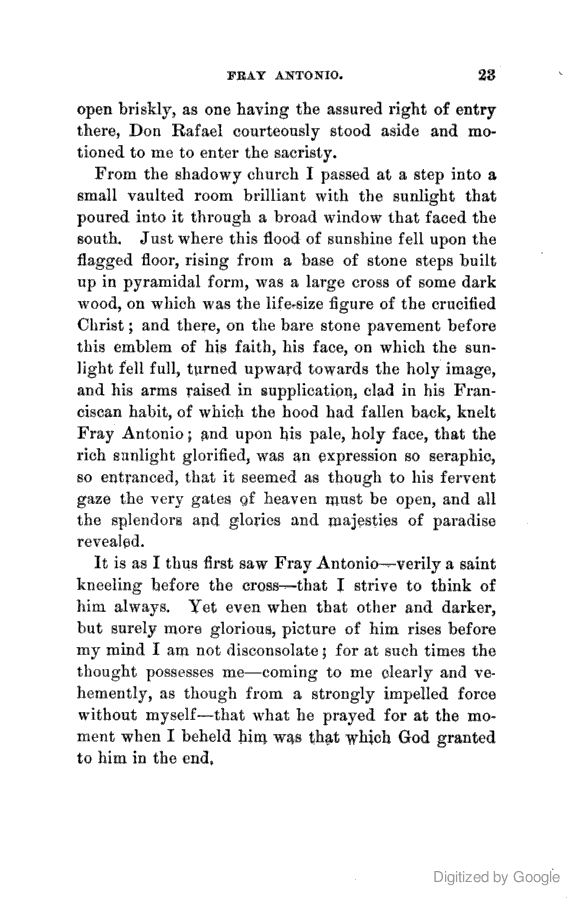 FRAY ANTONIO. 23
open briskly, as one having the assured right of entry
there, Don Rafael courteously stood aside and mo-
tioned to me to enter the sacristy.
From the shadowy church I passed at a step into a
small vaulted room brilliant with the sunlight that
poured into it through a broad window that faced the
south. Just where this flood of sunshine fell upon the
flagged floor, rising from a base of stone steps built
up in pyramidal form, was a large cross of some dark
wood, on which was the life-size figure of the crucified
Christ; and there, on the bare stone pavement before
this emblem of his faith, his face, on which the sun-
light fell full, turned upward towards the holy image,
and his arms raised in supplication, clad in his Fran-
ciscan habit, of which the hood had fallen back, knelt
Fray Antonio; and upon his pale, holy face, that the
rich sunlight glorified, was an expression so seraphic,
so entranced, that it seemed as though to his fervent
gaze the very gates of heaven must be open, and all
the splendors and glories and majesties of paradise
revealed.
It is as I thus first saw Fray Antonio—verily a saint
kneeling before the cross—that I strive to think of
him always. Yet even when that other and darker,
but surely more glorious, picture of him rises before
my mind I am not disconsolate; for at such times the
thought possesses me—coming to me clearly and ve-
hemently, as though from a strongly impelled force
without myself—that what he prayed for at the mo-
ment when I beheld him was that which God granted
to him in the end.
Digitized by Google